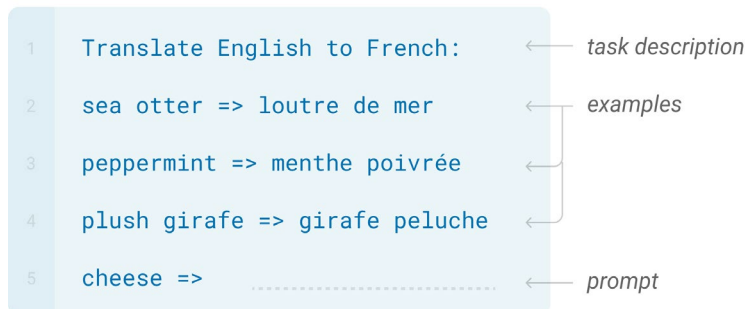 1 Translate English to French: task description
2 sea otter => loutre de mer examples
3 peppermint => menthe poivrée
4 plush girafe => girafe peluche
5 cheese => prompt